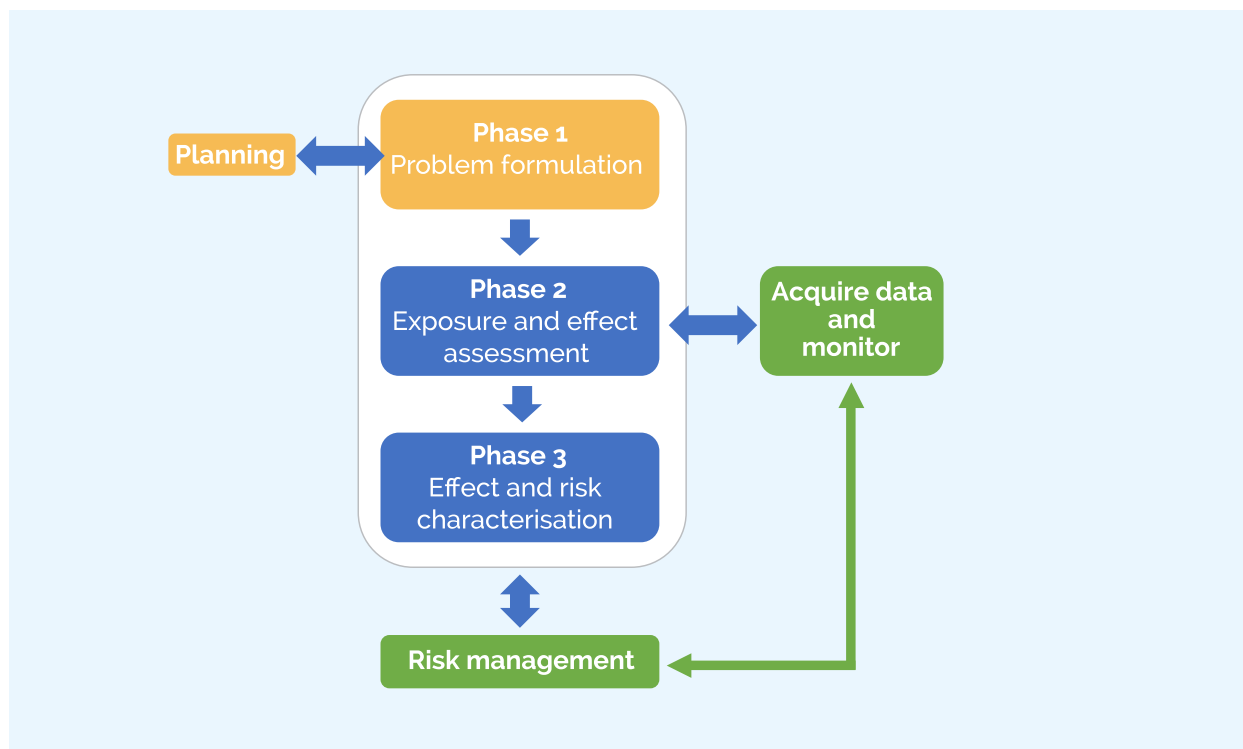 Planning
Phase 1
Problem formulation
Phase 2
Exposure and effect
assessment
Acquire data
and
monitor
Phase 3
Effect and risk
characterisation
Risk management